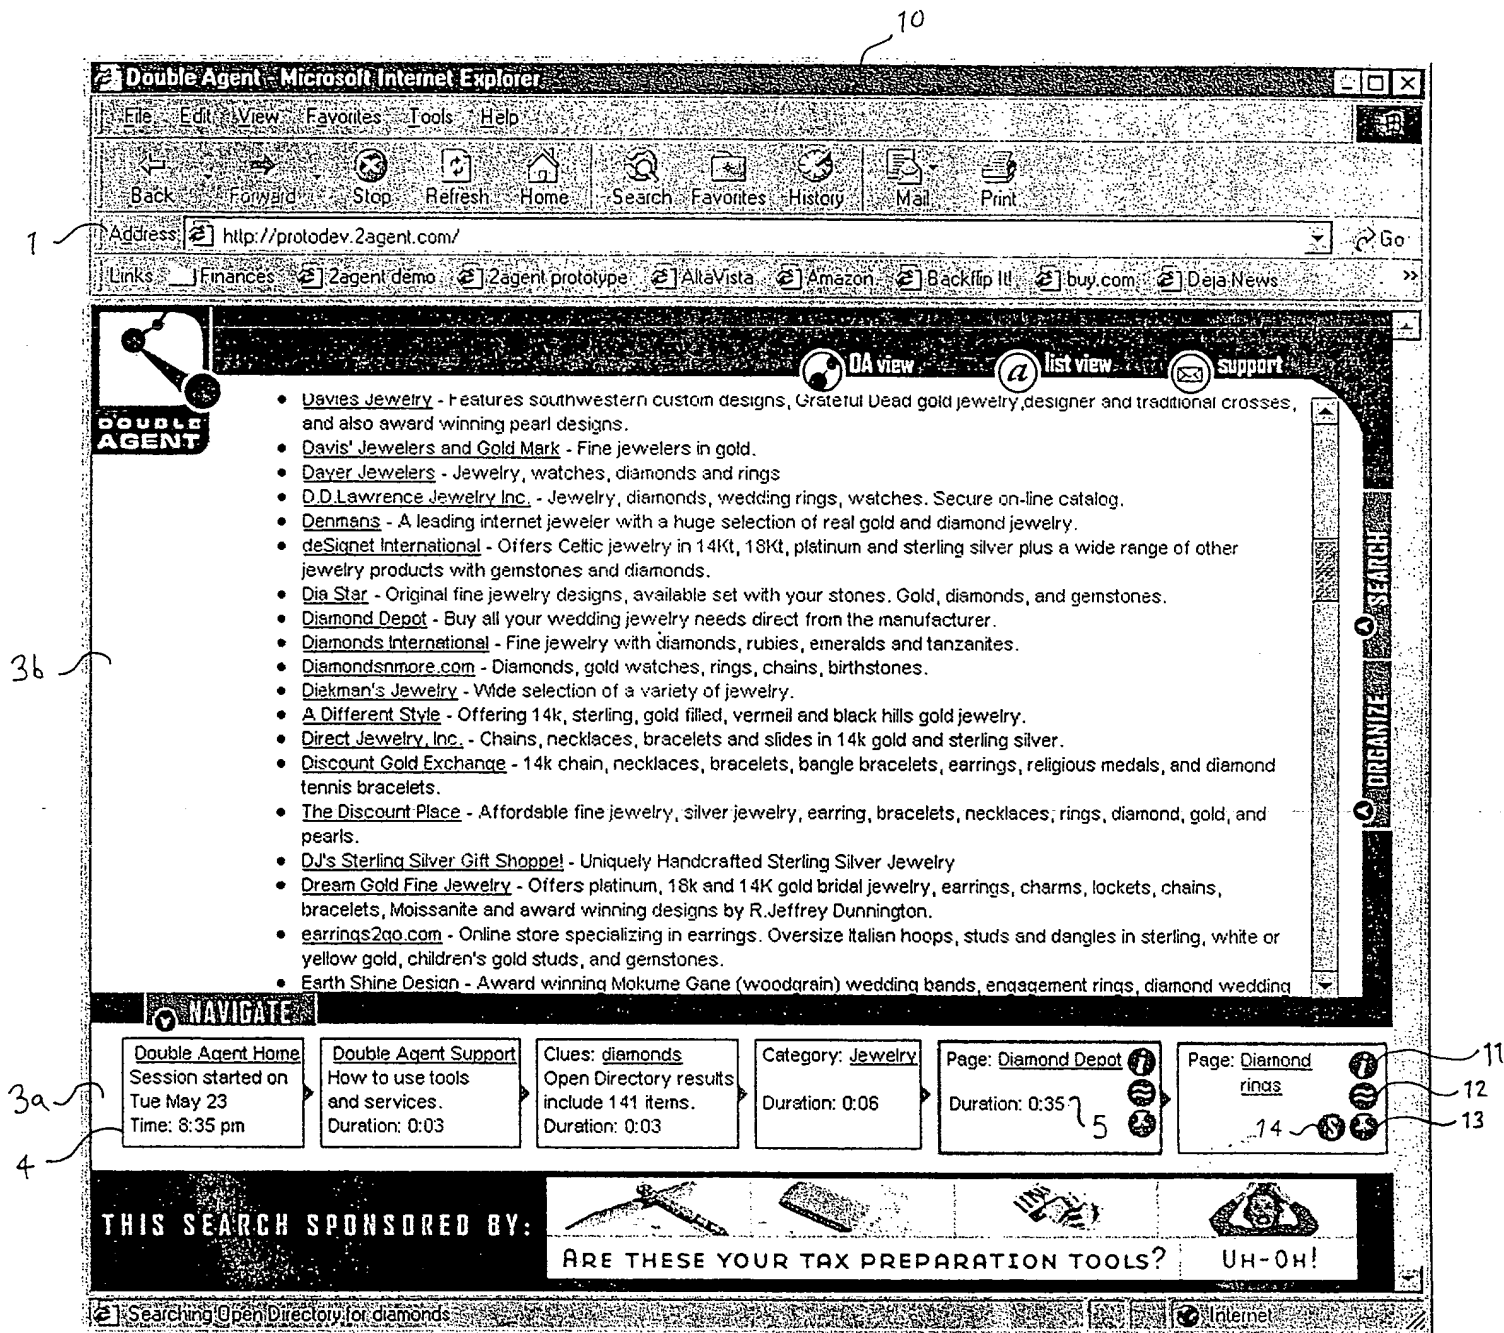 10
Double Agent - Microsoft Internet Explorer
File Edit View Favorites Tools Help
Back Forward Stop Refresh Home Search Favorites History Mail Print
1
Address http://protodev.2agent.com/ Go
Links Finances 2agent demo 2agent prototype AltaVista Amazon Backflip It! buy.com Deja News »
DA view a list view support
DOUBLE
AGENT
• Davies Jewelry - Features southwestern custom designs, Grateful Dead gold jewelry,designer and traditional crosses,
and also award winning pearl designs.
• Davis' Jewelers and Gold Mark - Fine jewelers in gold.
• Dayer Jewelers - Jewelry, watches, diamonds and rings
• D.D.Lawrence Jewelry Inc. - Jewelry, diamonds, wedding rings, watches. Secure on-line catalog.
• Denmans - A leading internet jeweler with a huge selection of real gold and diamond jewelry.
• deSignet International - Offers Celtic jewelry in 14Kt, 18Kt, platinum and sterling silver plus a wide range of other
jewelry products with gemstones and diamonds.
• Dia Star - Original fine jewelry designs, available set with your stones. Gold, diamonds, and gemstones.
• Diamond Depot - Buy all your wedding jewelry needs direct from the manufacturer.
• Diamonds International - Fine jewelry with diamonds, rubies, emeralds and tanzanites.
• Diamondsnmore.com - Diamonds, gold watches, rings, chains, birthstones.
• Diekman's Jewelry - Wide selection of a variety of jewelry.
• A Different Style - Offering 14k, sterling, gold filled, vermeil and black hills gold jewelry.
• Direct Jewelry, Inc. - Chains, necklaces, bracelets and slides in 14k gold and sterling silver.
• Discount Gold Exchange - 14k chain, necklaces, bracelets, bangle bracelets, earrings, religious medals, and diamond
tennis bracelets.
• The Discount Place - Affordable fine jewelry, silver jewelry, earring, bracelets, necklaces, rings, diamond, gold, and
pearls.
• DJ's Sterling Silver Gift Shoppe! - Uniquely Handcrafted Sterling Silver Jewelry
• Dream Gold Fine Jewelry - Offers platinum, 18k and 14K gold bridal jewelry, earrings, charms, lockets, chains,
bracelets, Moissanite and award winning designs by R.Jeffrey Dunnington.
• earrings2go.com - Online store specializing in earrings. Oversize Italian hoops, studs and dangles in sterling, white or
yellow gold, children's gold studs, and gemstones.
• Earth Shine Design - Award winning Mokume Gane (woodgrain) wedding bands, engagement rings, diamond wedding
SEARCH
ORGANIZE
3b
NAVIGATE
Double Agent Home
Session started on
Tue May 23
Time: 8:35 pm
Double Agent Support
How to use tools
and services.
Duration: 0:03
Clues: diamonds
Open Directory results
include 141 items.
Duration: 0:03
Category: Jewelry
Duration: 0:06
Page: Diamond Depot
Duration: 0:35
5
Page: Diamond
rings
11
12
13
14
3a
4
THIS SEARCH SPONSORED BY:
ARE THESE YOUR TAX PREPARATION TOOLS? UH-OH!
Searching Open Directory for diamonds Internet